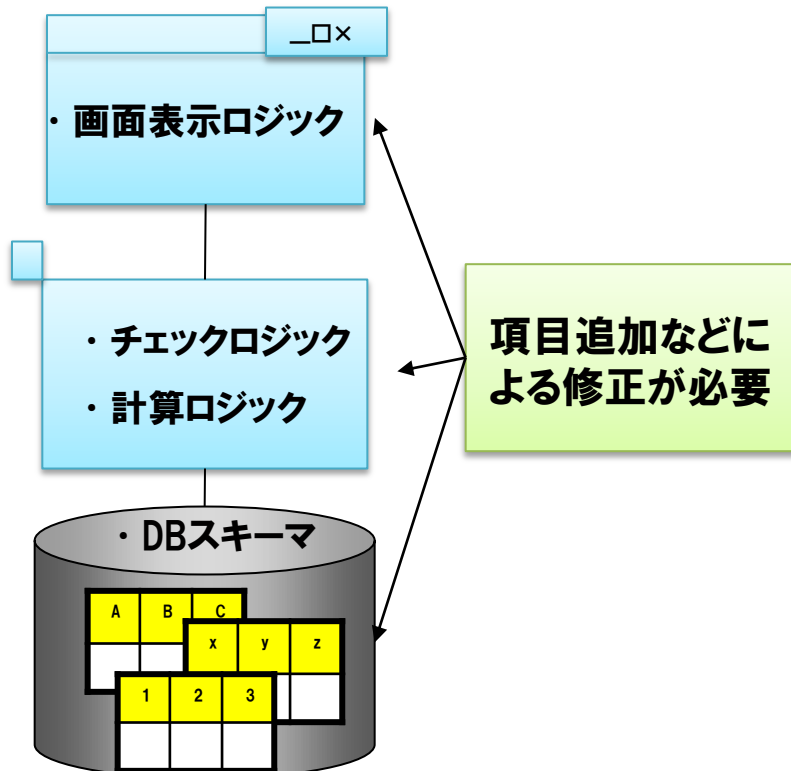 ＿□×
・画面表示ロジック
・チェックロジック
・計算ロジック
項目追加などに
よる修正が必要
・DBスキーマ
A B C
x y z
1 2 3